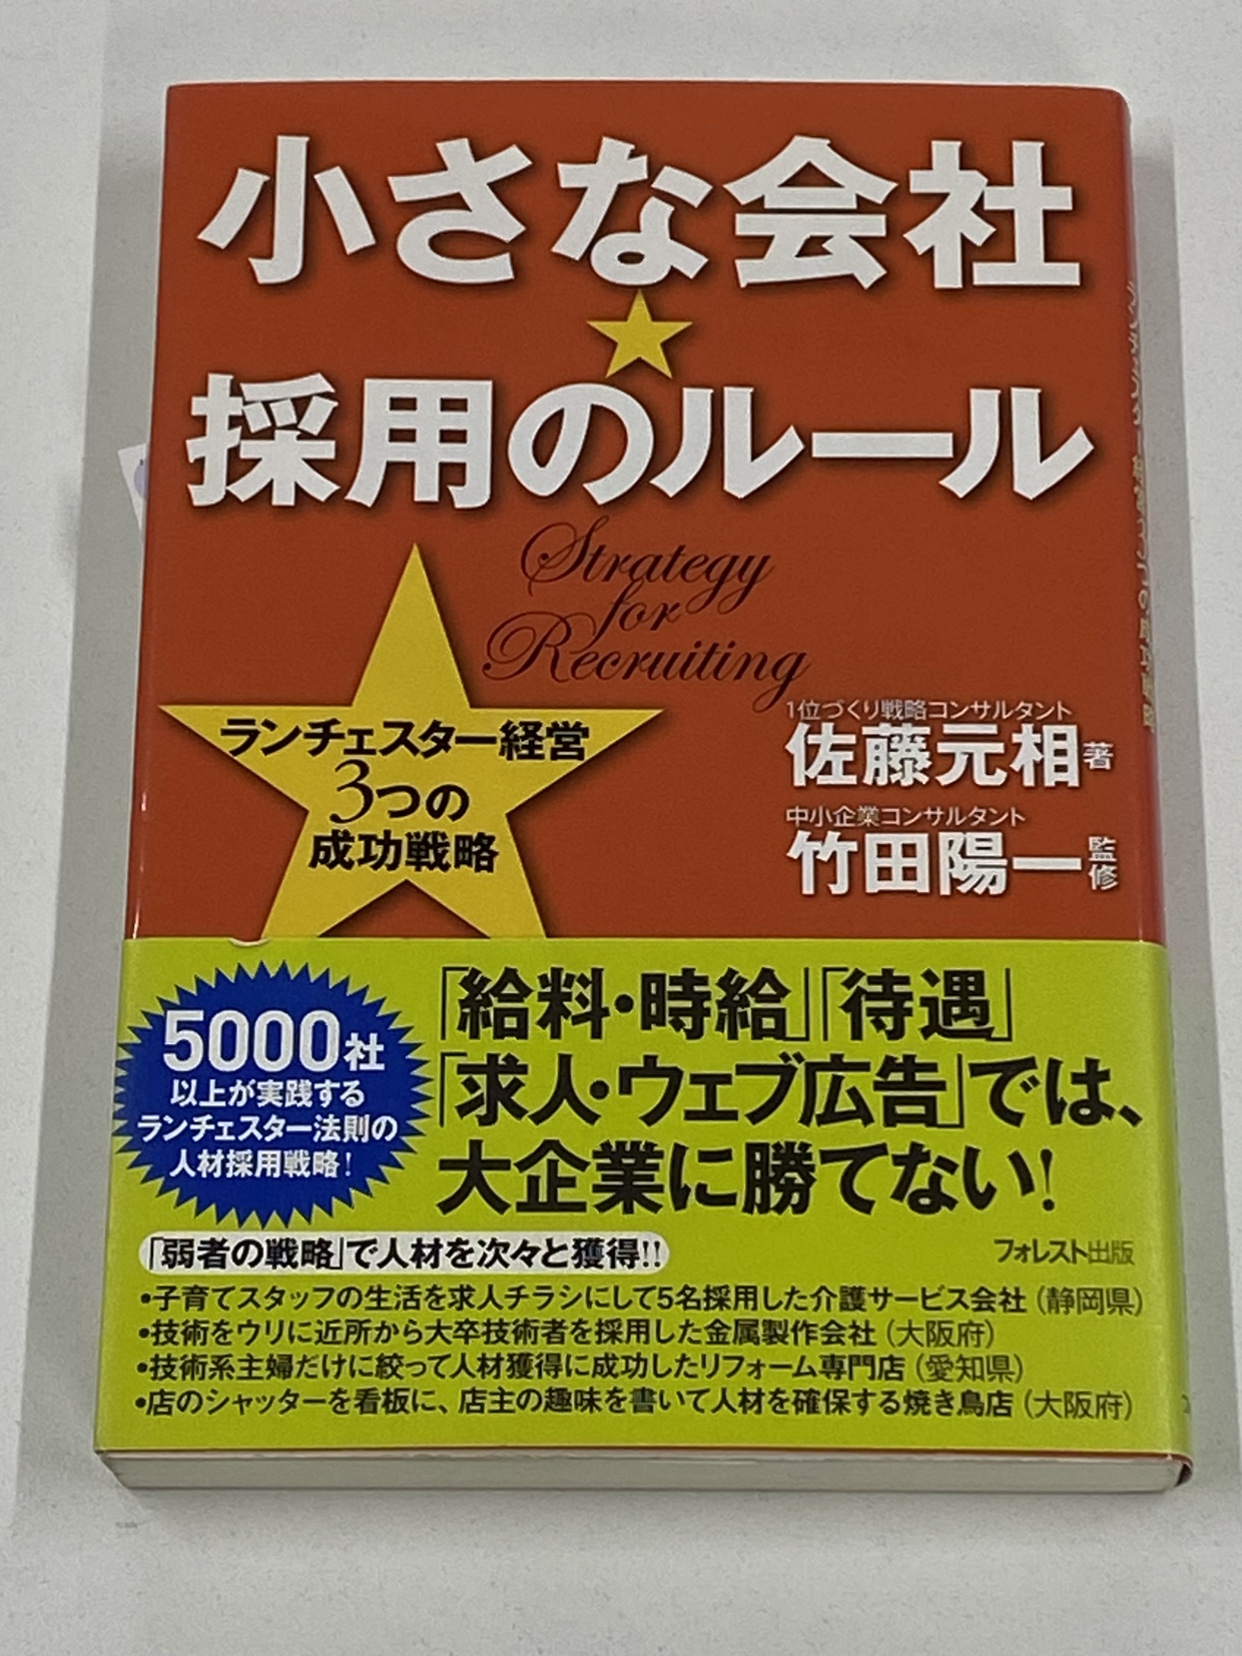 小さな会社
★
採用のルール
Strategy
for
Recruiting
ランチェスター経営
3つの
成功戦略
1位づくり戦略コンサルタント
佐藤元相 著
中小企業コンサルタント
竹田陽一 監修
5000社
以上が実践する
ランチェスター法則の
人材採用戦略!
「給料・時給」「待遇」
「求人・ウェブ広告」では、
大企業に勝てない!
「弱者の戦略」で人材を次々と獲得!!
フォレスト出版
•子育てスタッフの生活を求人チラシにして5名採用した介護サービス会社(静岡県)
•技術をウリに近所から大卒技術者を採用した金属製作会社(大阪府)
•技術系主婦だけに絞って人材獲得に成功したリフォーム専門店(愛知県)
•店のシャッターを看板に、店主の趣味を書いて人材を確保する焼き鳥店(大阪府)